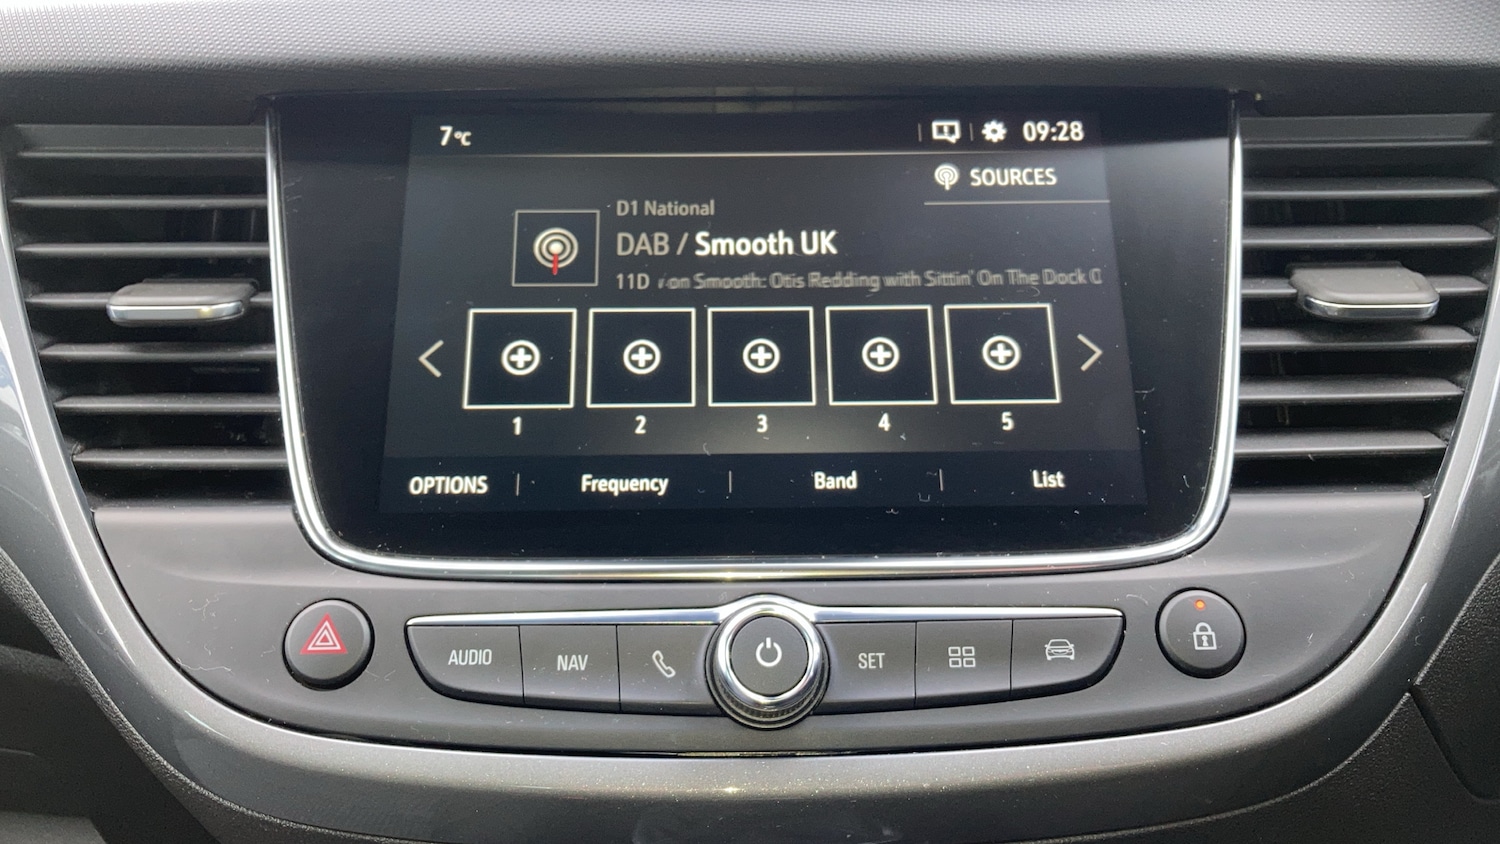 7°C 09:28
SOURCES
D1 National
DAB / Smooth UK
11D on Smooth: Otis Redding with Sittin' On The Dock
1 2 3 4 5
OPTIONS Frequency Band List
AUDIO NAV SET